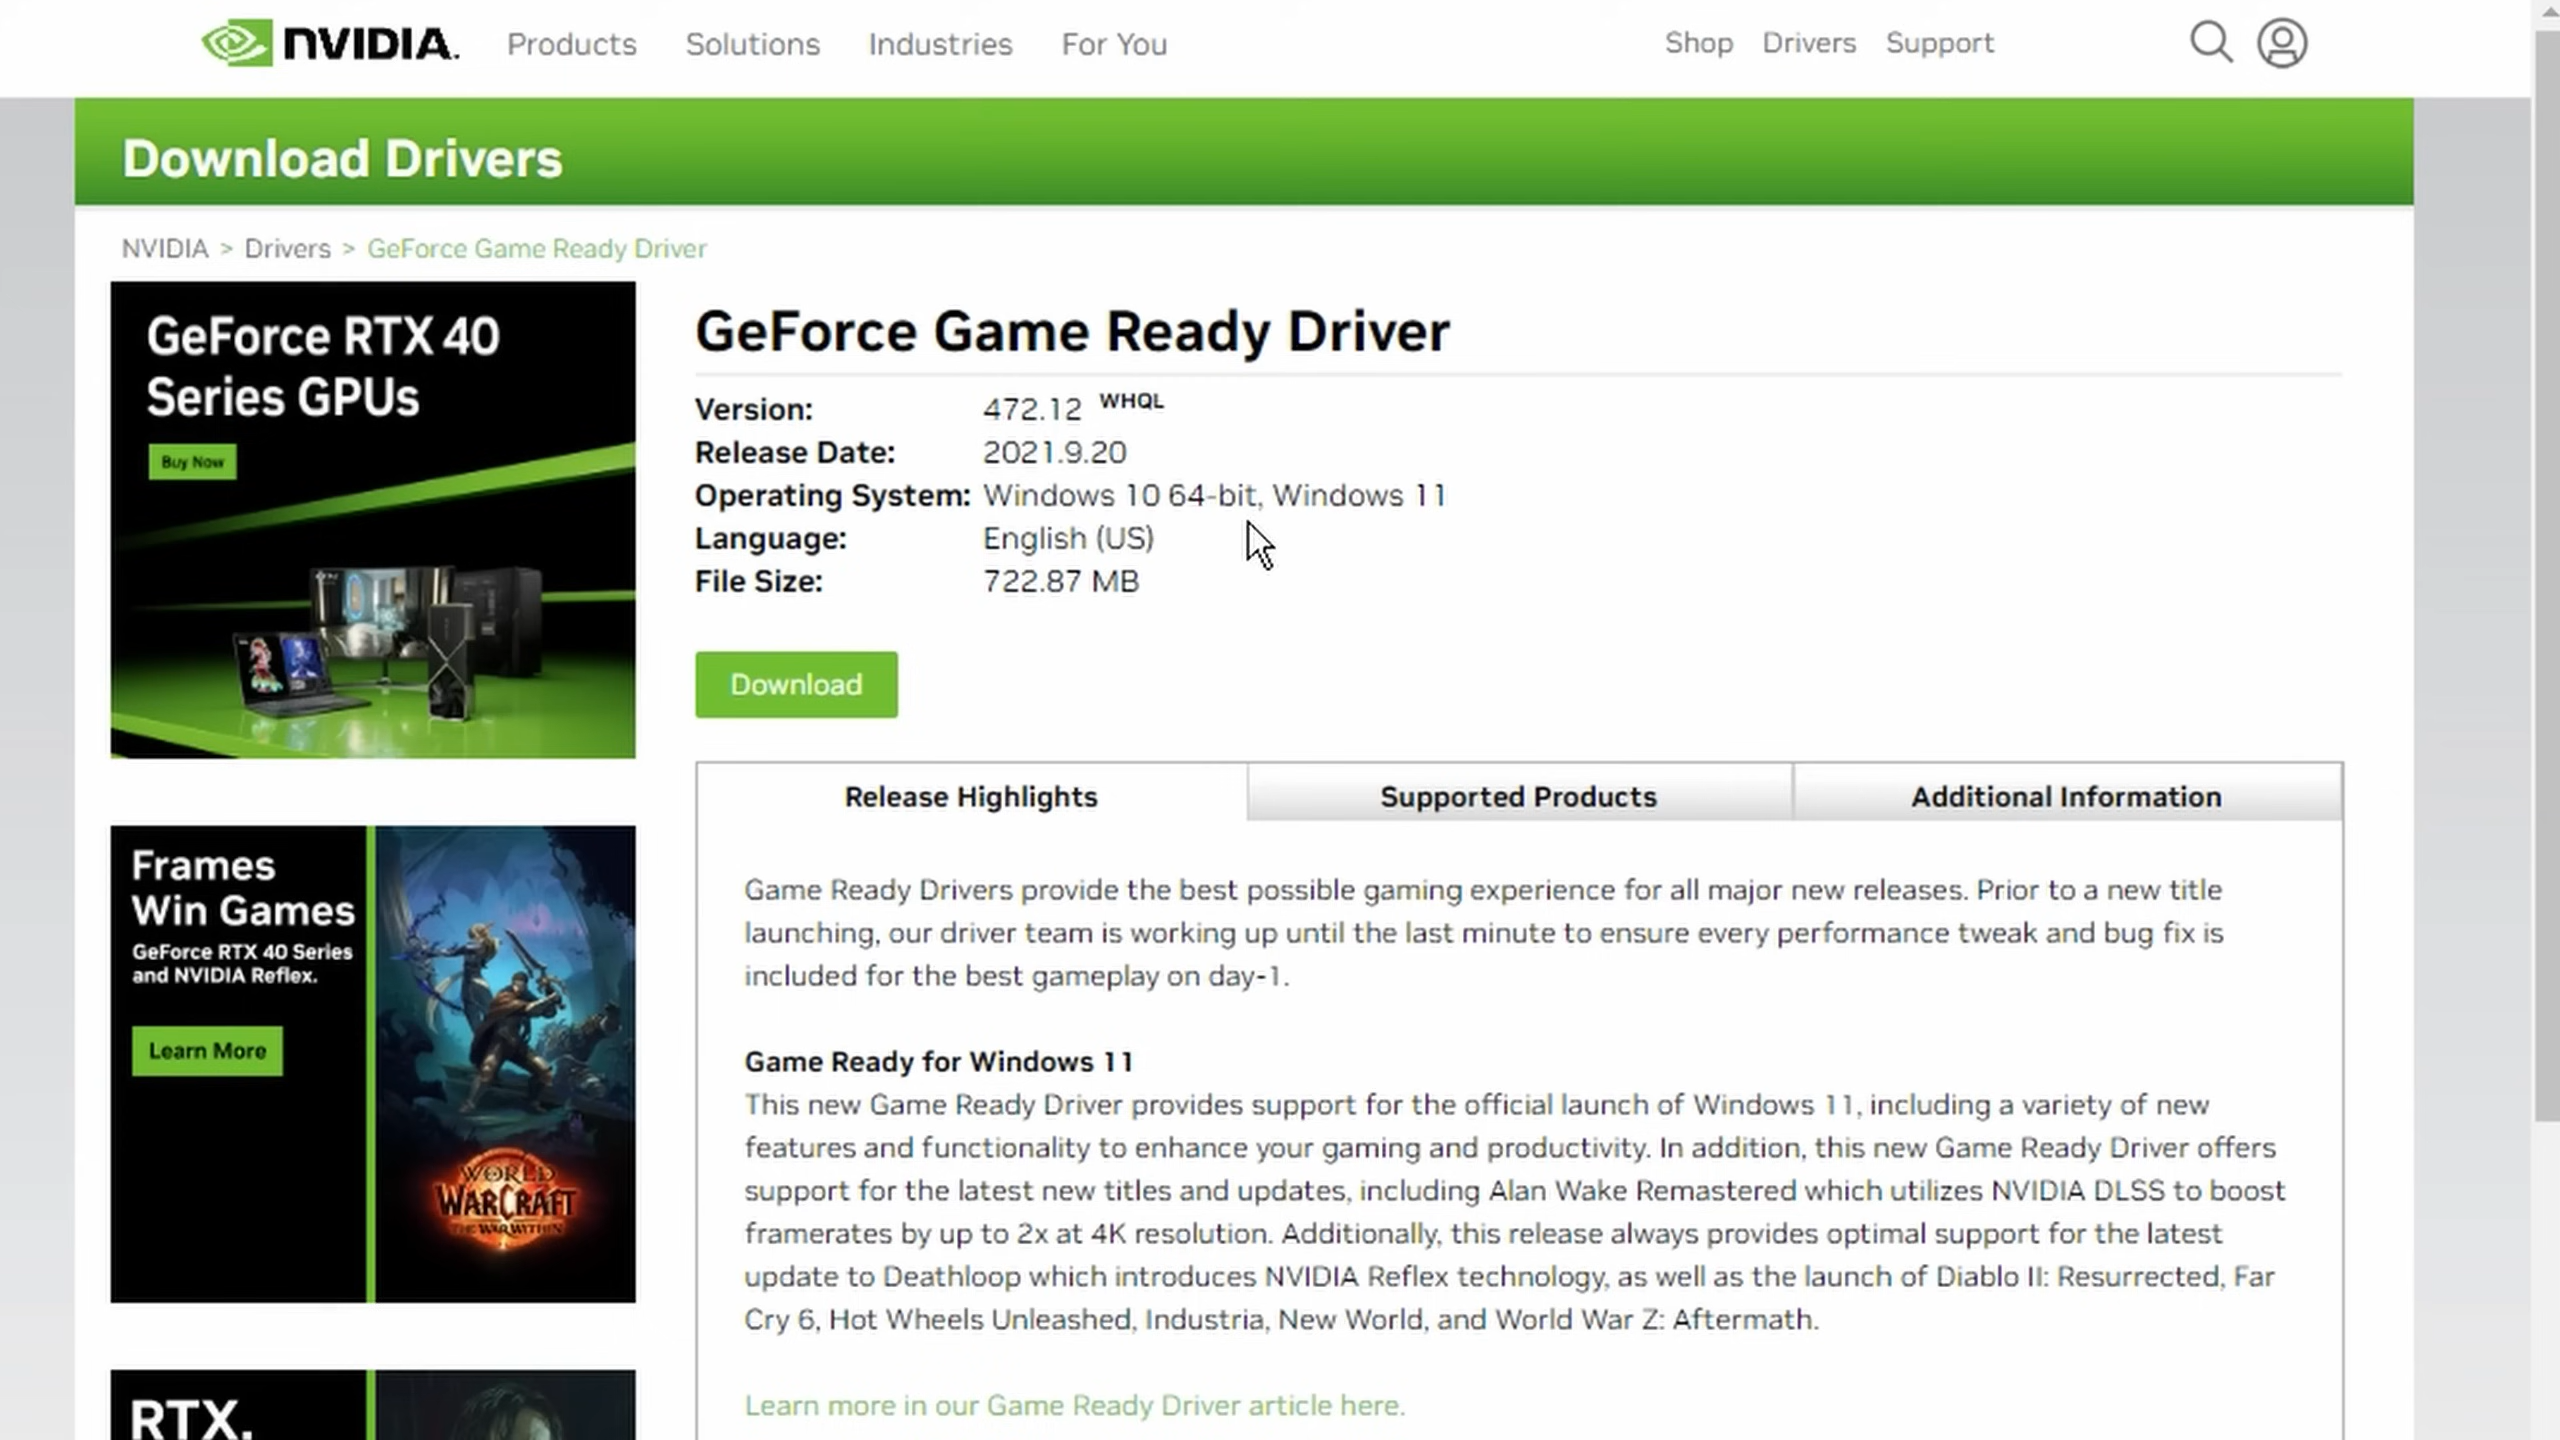 NVIDIA.
Products Solutions Industries For You Shop Drivers Support
Download Drivers
NVIDIA > Drivers > GeForce Game Ready Driver
GeForce RTX 40
Series GPUs
Buy Now
GeForce Game Ready Driver
Version: 472.12 WHQL
Release Date: 2021.9.20
Operating System: Windows 10 64-bit, Windows 11
Language: English (US)
File Size: 722.87 MB
Download
Release Highlights Supported Products Additional Information
Frames
Win Games
GeForce RTX 40 Series
and NVIDIA Reflex.
Learn More
WORLD
WARCRAFT
THE WAR WITHIN
Game Ready Drivers provide the best possible gaming experience for all major new releases. Prior to a new title
launching, our driver team is working up until the last minute to ensure every performance tweak and bug fix is
included for the best gameplay on day-1.
Game Ready for Windows 11
This new Game Ready Driver provides support for the official launch of Windows 11, including a variety of new
features and functionality to enhance your gaming and productivity. In addition, this new Game Ready Driver offers
support for the latest new titles and updates, including Alan Wake Remastered which utilizes NVIDIA DLSS to boost
framerates by up to 2x at 4K resolution. Additionally, this release always provides optimal support for the latest
update to Deathloop which introduces NVIDIA Reflex technology, as well as the launch of Diablo II: Resurrected, Far
Cry 6, Hot Wheels Unleashed, Industria, New World, and World War Z: Aftermath.
Learn more in our Game Ready Driver article here.
RTX.